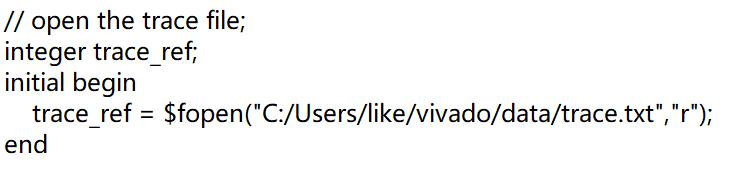 // open the trace file;
integer trace_ref;
initial begin
trace_ref = $fopen("C:/Users/like/vivado/data/trace.txt","r");
end